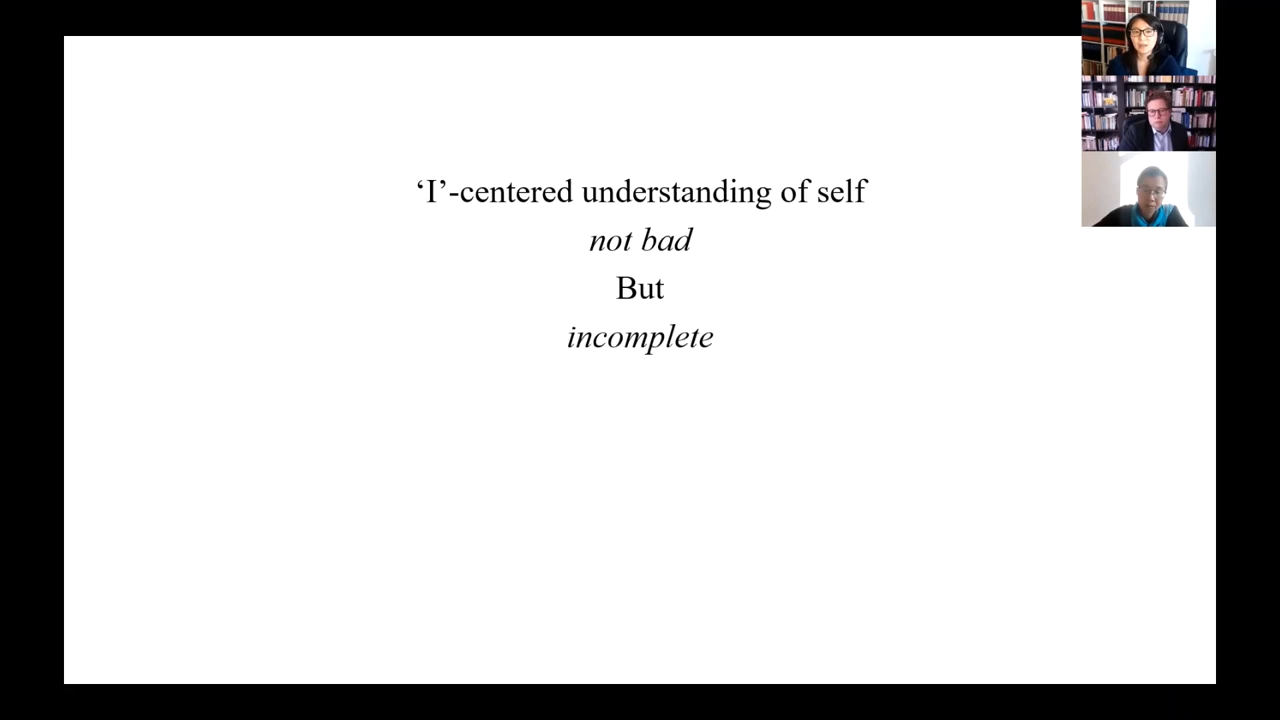 ‘I’-centered understanding of self
not bad
But
incomplete